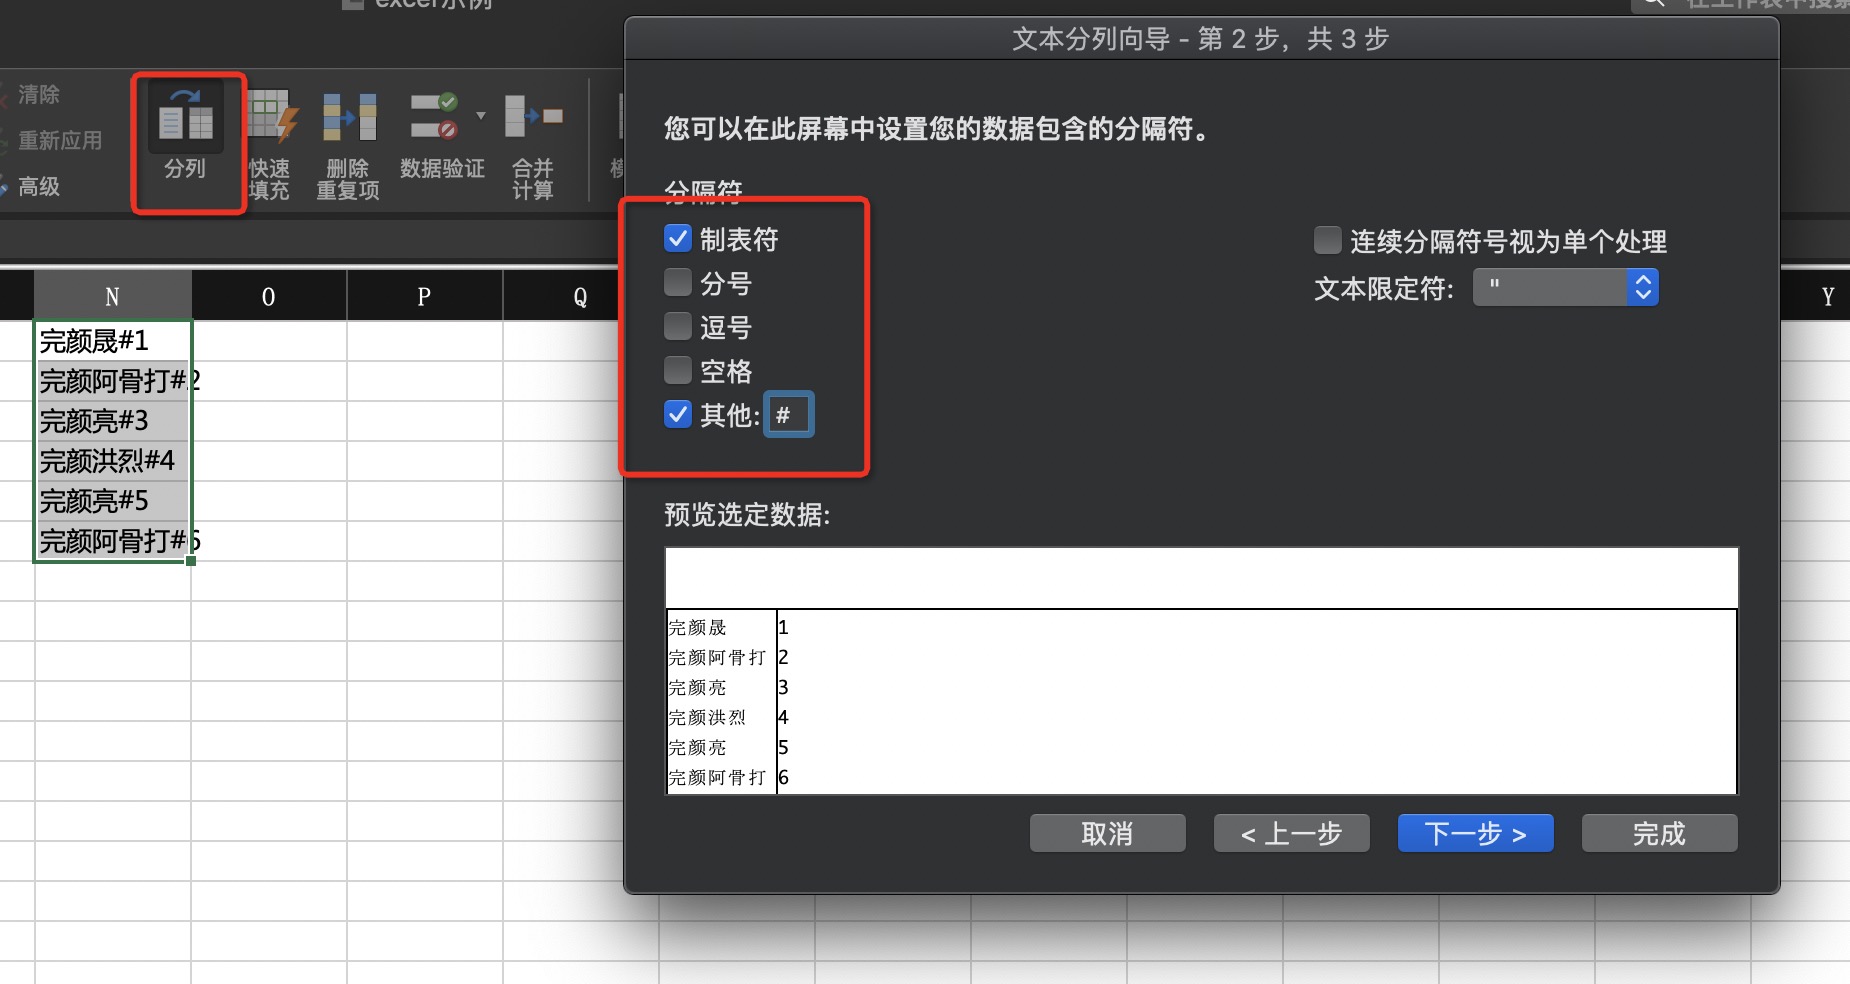 excel示例
在工作表中搜索
清除
重新应用
高级
分列
快速
填充
删除
重复项
数据验证
合并
计算
文本分列向导 - 第 2 步，共 3 步
您可以在此屏幕中设置您的数据包含的分隔符。
分隔符
制表符
分号
逗号
空格
其他: #
连续分隔符号视为单个处理
文本限定符: "
预览选定数据:
完颜晟 1
完颜阿骨打 2
完颜亮 3
完颜洪烈 4
完颜亮 5
完颜阿骨打 6
取消
< 上一步
下一步 >
完成
N O P Q Y
完颜晟#1
完颜阿骨打#2
完颜亮#3
完颜洪烈#4
完颜亮#5
完颜阿骨打#6